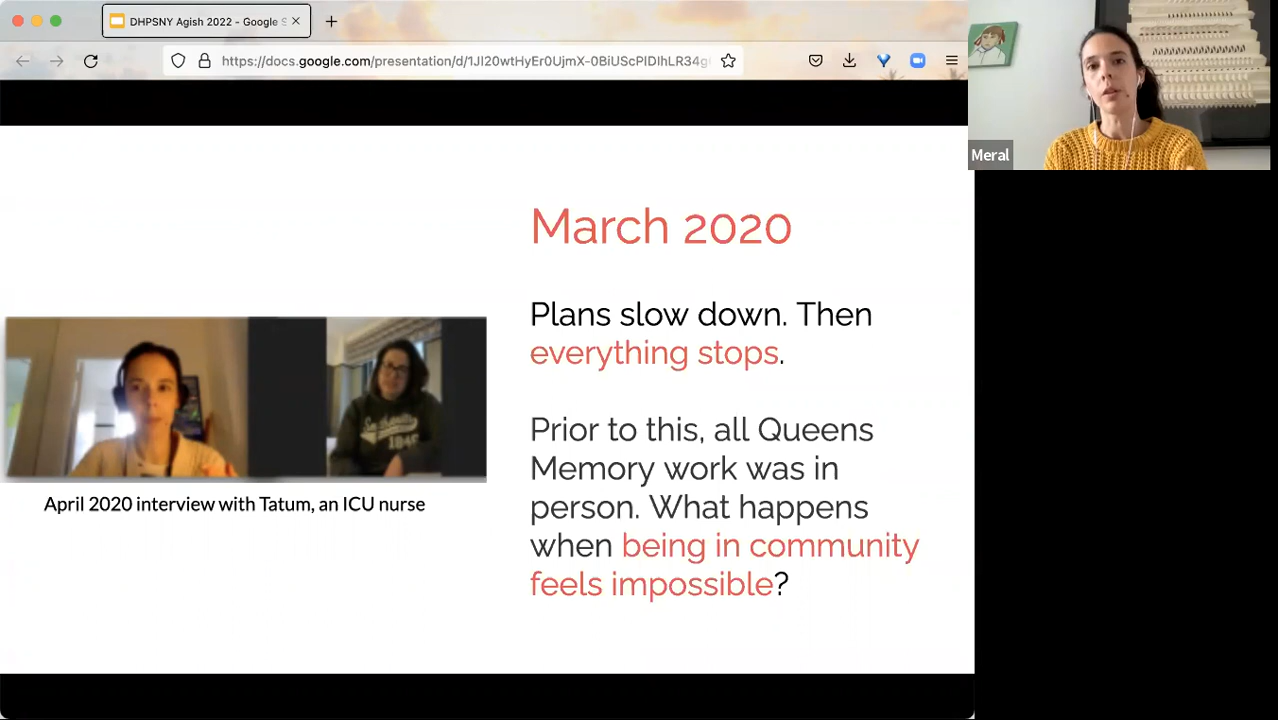 DHPSNY Agish 2022 - Google S
https://docs.google.com/presentation/d/1JI20wtHyEr0UjmX-0BiUScPIDIhLR34g
Meral
March 2020
Plans slow down. Then
everything stops.
Prior to this, all Queens
Memory work was in
person. What happens
when being in community
feels impossible?
April 2020 interview with Tatum, an ICU nurse